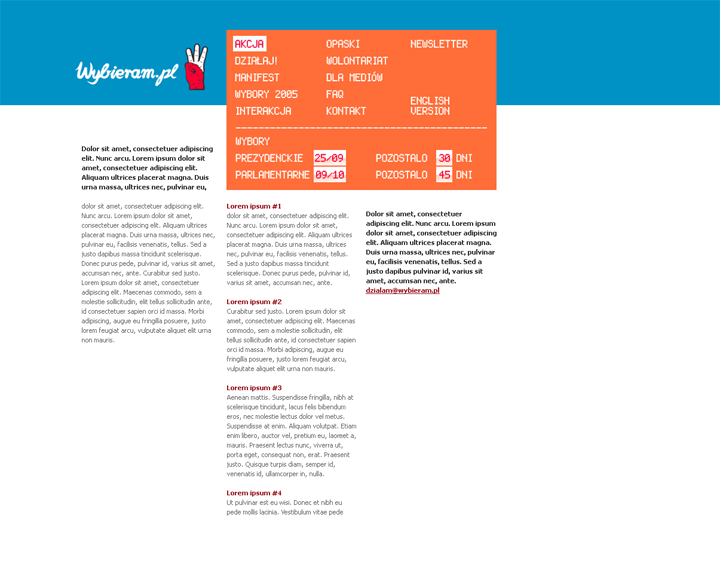 Wybieram.pl
AKCJA
DZIAŁAJ!
MANIFEST
WYBORY 2005
INTERAKCJA
OPASKI
WOLONTARIAT
DLA MEDIÓW
FAQ
KONTAKT
NEWSLETTER
ENGLISH
VERSION
WYBORY
PREZYDENCKIE 25/09 POZOSTAŁO 30 DNI
PARLAMENTARNE 09/10 POZOSTAŁO 45 DNI
Dolor sit amet, consectetuer adipiscing
elit. Nunc arcu. Lorem ipsum dolor sit
amet, consectetuer adipiscing elit.
Aliquam ultrices placerat magna. Duis
urna massa, ultrices nec, pulvinar eu,
dolor sit amet, consectetuer adipiscing elit.
Nunc arcu. Lorem ipsum dolor sit amet,
consectetuer adipiscing elit. Aliquam ultrices
placerat magna. Duis urna massa, ultrices nec,
pulvinar eu, facilisis venenatis, tellus. Sed a
justo dapibus massa tincidunt scelerisque.
Donec purus pede, pulvinar id, varius sit amet,
accumsan nec, ante. Curabitur sed justo.
Lorem ipsum dolor sit amet, consectetuer
adipiscing elit. Maecenas commodo, sem a
molestie sollicitudin, elit tellus sollicitudin ante,
id consectetuer sapien orci id massa. Morbi
adipiscing, augue eu fringilla posuere, justo
lorem feugiat arcu, vulputate aliquet elit urna
non mauris.
Lorem ipsum #1
dolor sit amet, consectetuer adipiscing elit.
Nunc arcu. Lorem ipsum dolor sit amet,
consectetuer adipiscing elit. Aliquam ultrices
placerat magna. Duis urna massa, ultrices
nec, pulvinar eu, facilisis venenatis, tellus.
Sed a justo dapibus massa tincidunt
scelerisque. Donec purus pede, pulvinar id,
varius sit amet, accumsan nec, ante.
Lorem ipsum #2
Curabitur sed justo. Lorem ipsum dolor sit
amet, consectetuer adipiscing elit. Maecenas
commodo, sem a molestie sollicitudin, elit
tellus sollicitudin ante, id consectetuer sapien
orci id massa. Morbi adipiscing, augue eu
fringilla posuere, justo lorem feugiat arcu,
vulputate aliquet elit urna non mauris.
Lorem ipsum #3
Aenean mattis. Suspendisse fringilla, nibh at
scelerisque tincidunt, lacus felis bibendum
eros, nec molestie lectus dolor vel metus.
Suspendisse at enim. Aliquam volutpat. Etiam
enim libero, auctor vel, pretium eu, laoreet a,
mauris. Praesent lectus nunc, viverra ut,
porta eget, consequat non, erat. Praesent
justo. Quisque turpis diam, semper id,
venenatis id, ullamcorper in, nulla.
Lorem ipsum #4
Ut pulvinar est eu wisi. Donec et nibh eu
pede mollis lacinia. Vestibulum vitae pede
Dolor sit amet, consectetuer
adipiscing elit. Nunc arcu. Lorem ipsum
dolor sit amet, consectetuer adipiscing
elit. Aliquam ultrices placerat magna.
Duis urna massa, ultrices nec, pulvinar
eu, facilisis venenatis, tellus. Sed a
justo dapibus pulvinar id, varius sit
amet, accumsan nec, ante.
dzialam@wybieram.pl